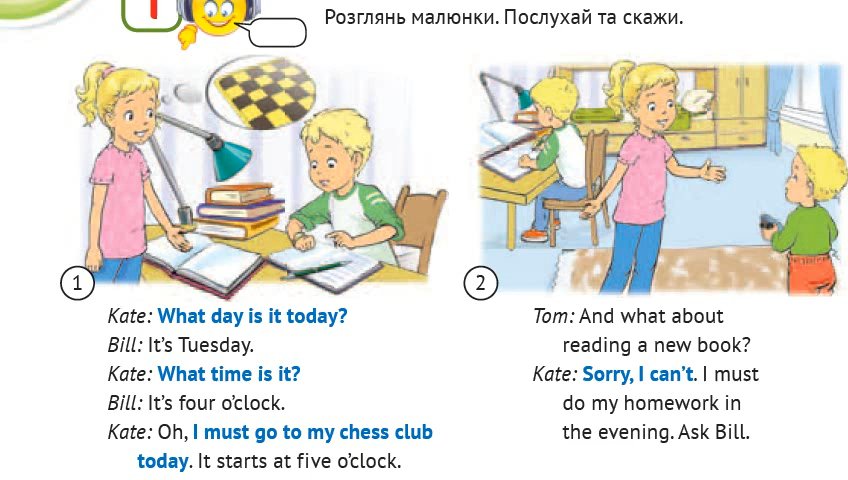 1
Розглянь малюнки. Послухай та скажи.
1
Kate: What day is it today?
Bill: It’s Tuesday.
Kate: What time is it?
Bill: It’s four o’clock.
Kate: Oh, I must go to my chess club
today. It starts at five o’clock.
2
Tom: And what about
reading a new book?
Kate: Sorry, I can’t. I must
do my homework in
the evening. Ask Bill.